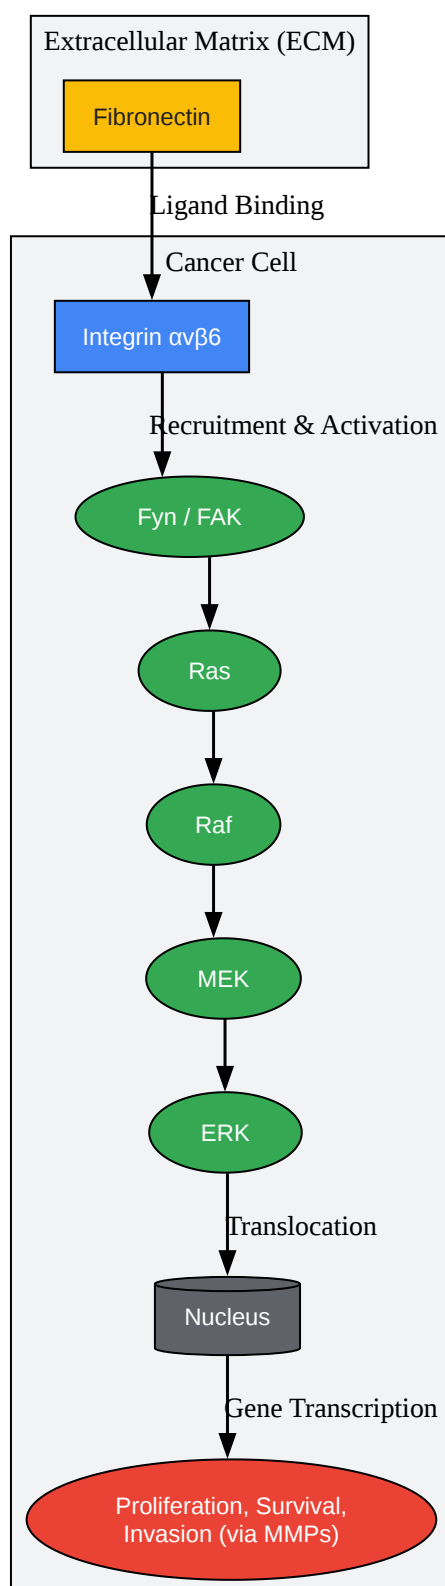 Extracellular Matrix (ECM)
Fibronectin
Ligand Binding
Cancer Cell
Integrin αvβ6
Recruitment & Activation
Fyn / FAK
Ras
Raf
MEK
ERK
Translocation
Nucleus
Gene Transcription
Proliferation, Survival,
Invasion (via MMPs)